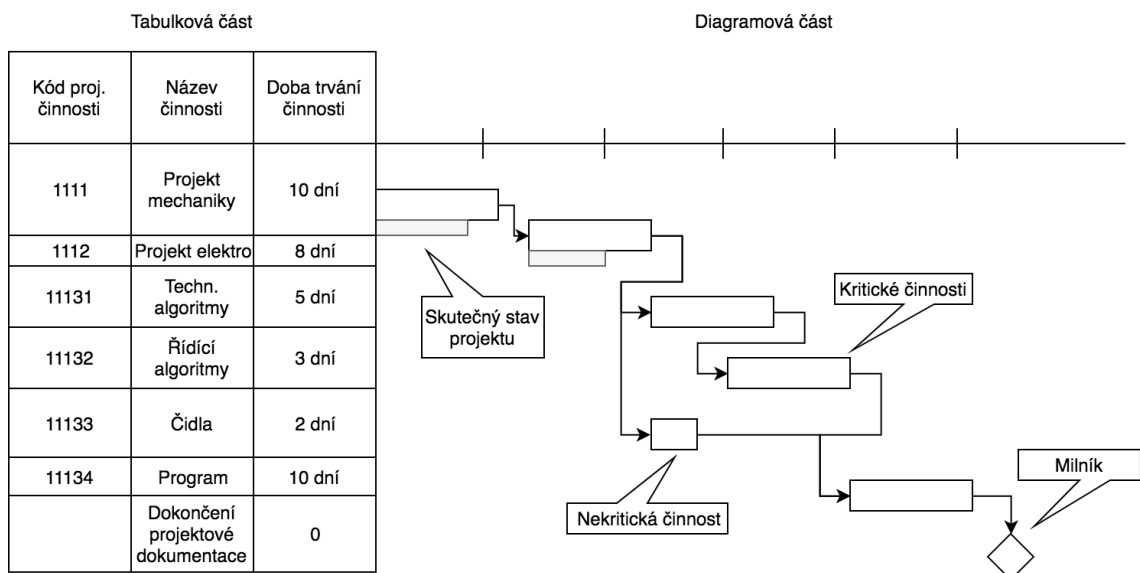 Tabulková část
Diagramová část
Kód proj.
činnosti
Název
činnosti
Doba trvání
činnosti
1111
Projekt
mechaniky
10 dní
1112
Projekt elektro
8 dní
11131
Techn.
algoritmy
5 dní
11132
Řídící
algoritmy
3 dní
11133
Čidla
2 dní
11134
Program
10 dní
Dokončení
projektové
dokumentace
0
Skutečný stav
projektu
Kritické činnosti
Nekritická činnost
Milník